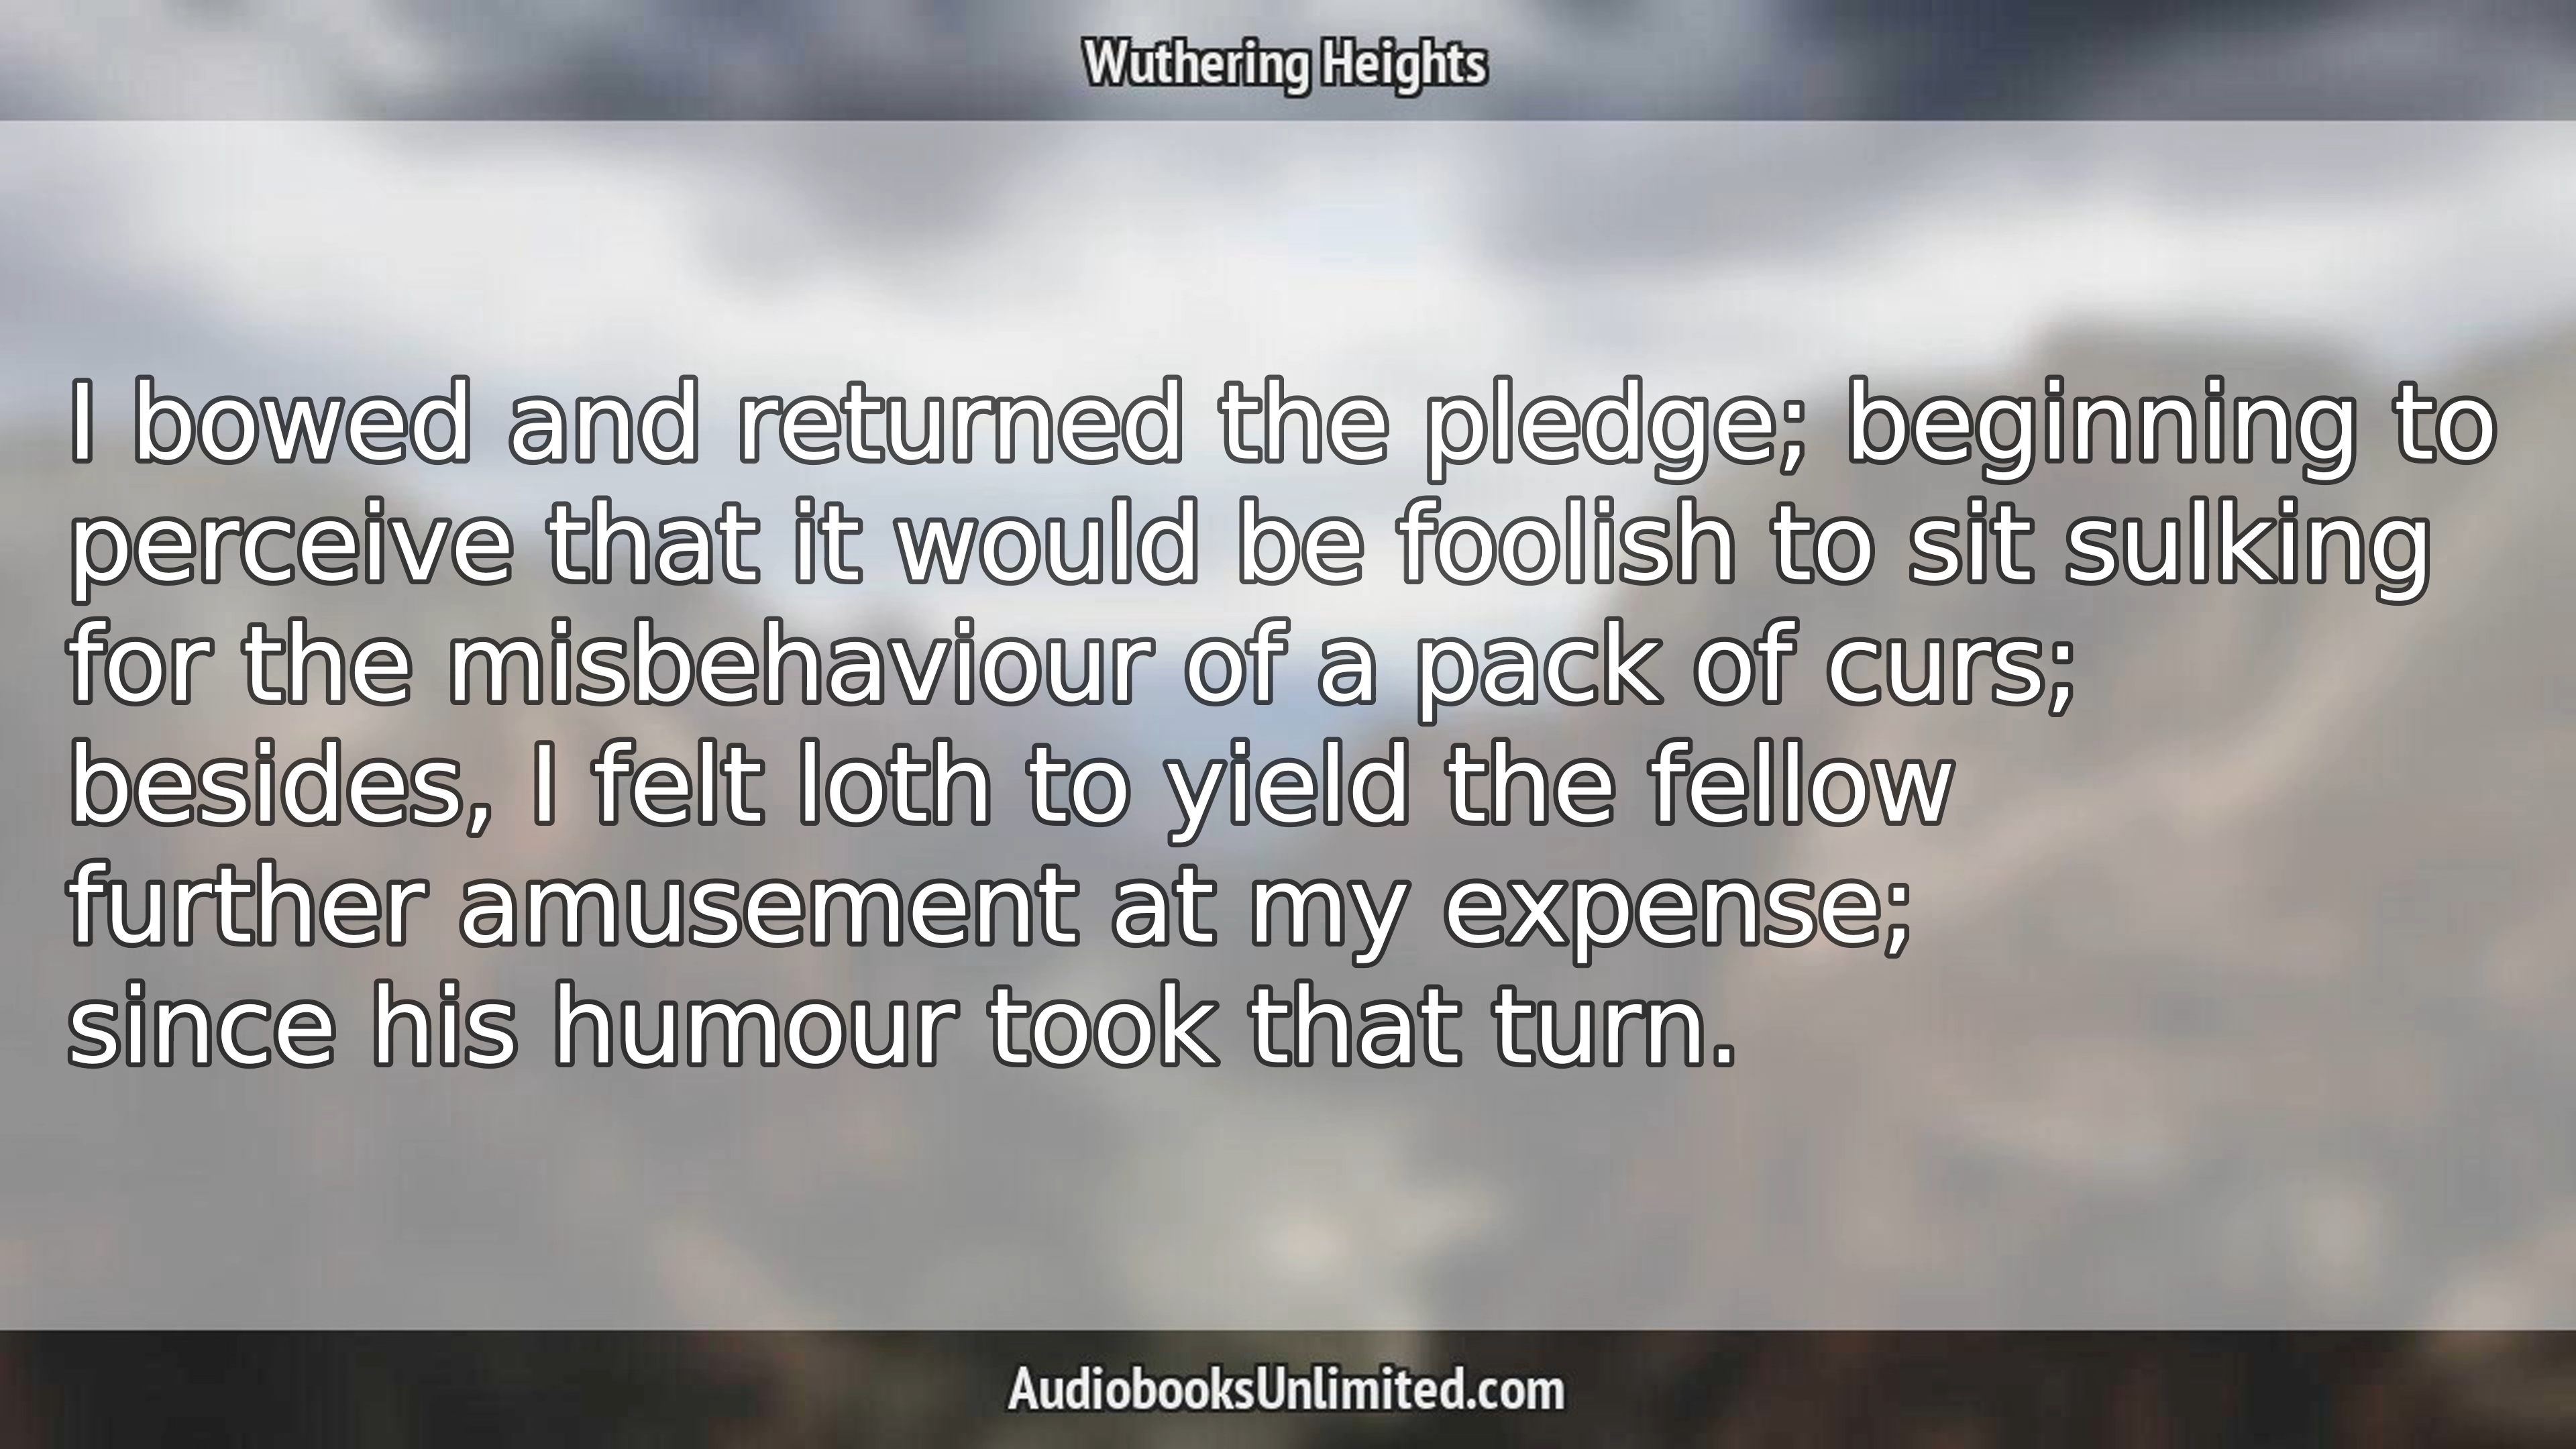 Wuthering Heights
I bowed and returned the pledge; beginning to
perceive that it would be foolish to sit sulking
for the misbehaviour of a pack of curs;
besides, I felt loth to yield the fellow
further amusement at my expense;
since his humour took that turn.
AudiobooksUnlimited.com